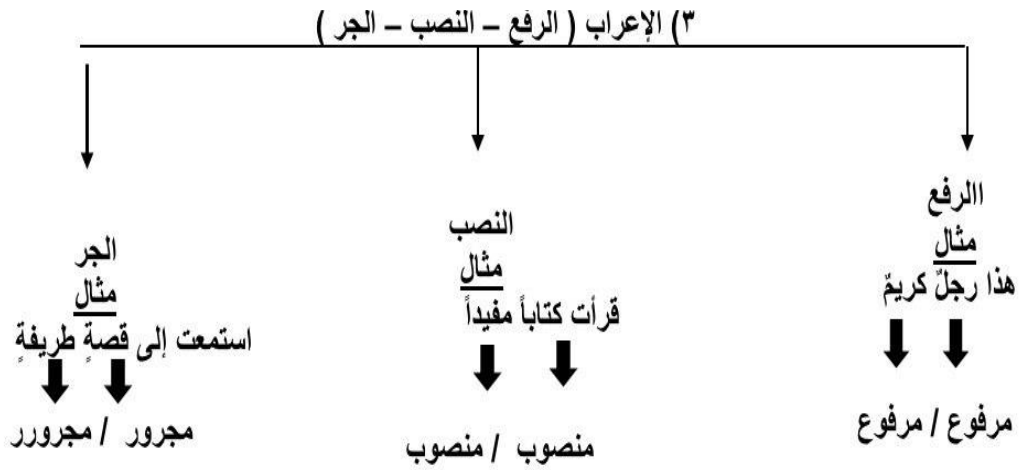 ٣) الإعراب ( الرفع – النصب – الجر )
االرفع
مثال
هذا رجلٌ كريمٌ
مرفوع / مرفوع
النصب
مثال
قرأت كتاباً مفيداً
منصوب / منصوب
الجر
مثال
استمعت إلى قصةٍ طريفةٍ
مجرور / مجرورر